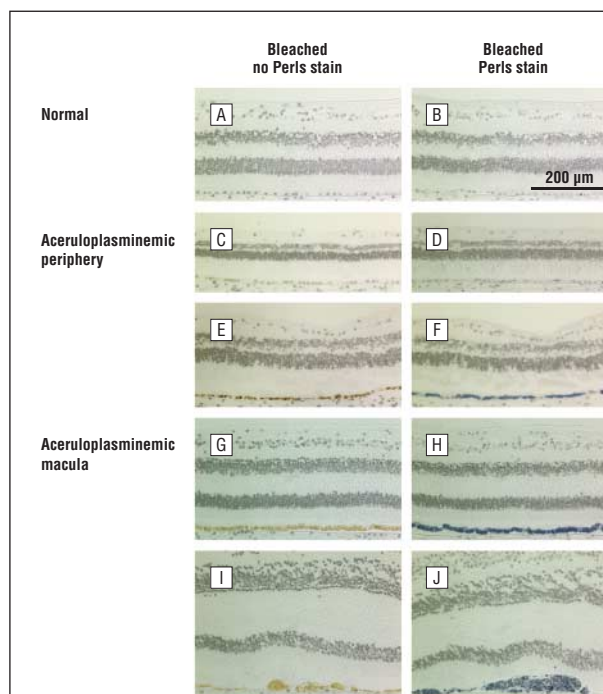 Bleached
no Perls stain
Bleached
Perls stain
Normal
A
B
200 μm
Aceruloplasminemic
periphery
C
D
E
F
Aceruloplasminemic
macula
G
H
I
J